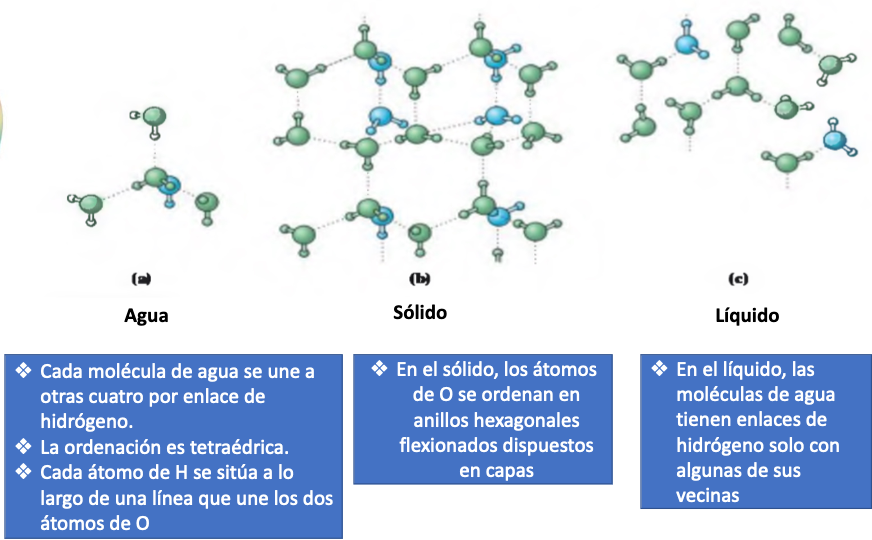 (a)
(b)
(c)
Agua
Sólido
Líquido
❖ Cada molécula de agua se une a
otras cuatro por enlace de
hidrógeno.
❖ La ordenación es tetraédrica.
❖ Cada átomo de H se sitúa a lo
largo de una línea que une los dos
átomos de O
❖ En el sólido, los átomos
de O se ordenan en
anillos hexagonales
flexionados dispuestos
en capas
❖ En el líquido, las
moléculas de agua
tienen enlaces de
hidrógeno solo con
algunas de sus
vecinas